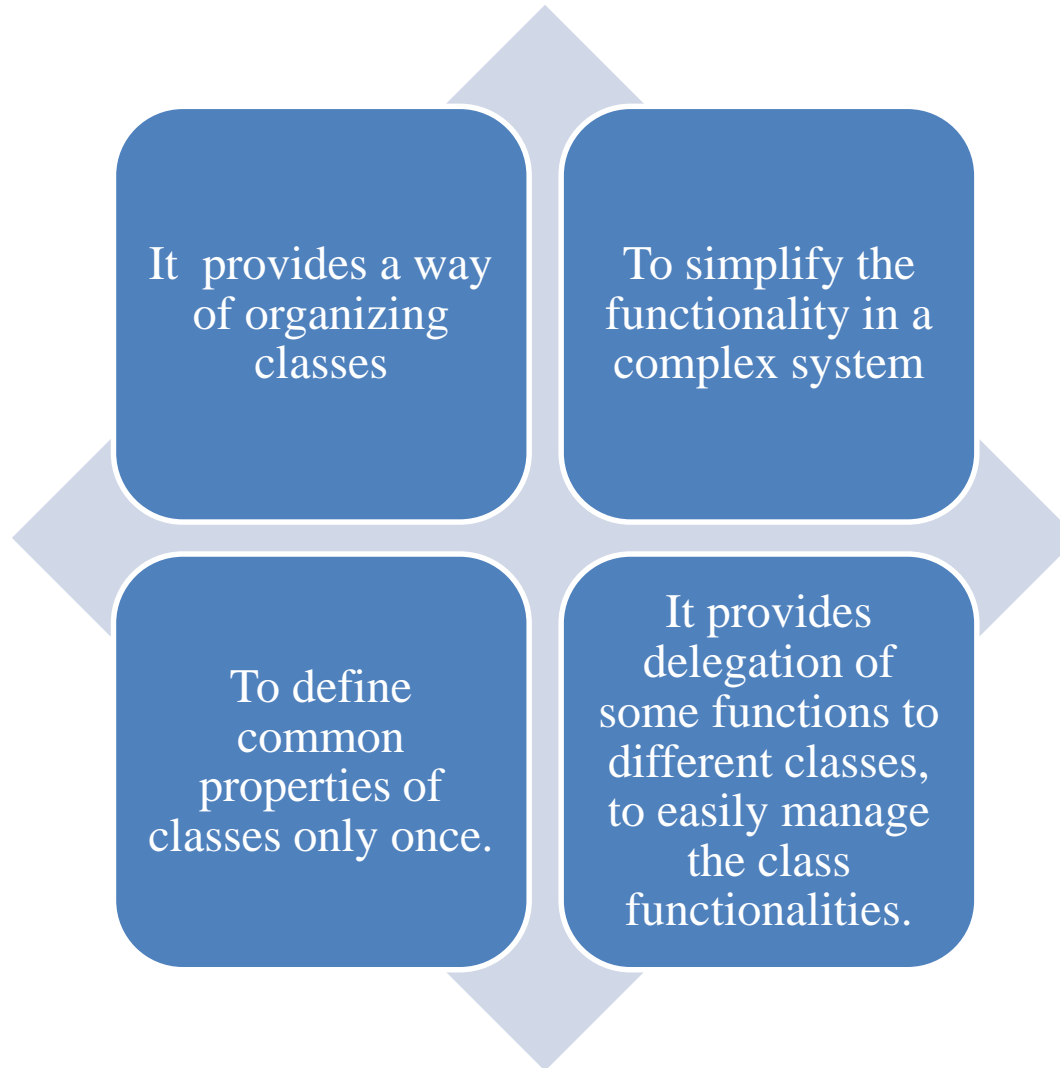 It  provides a way
of organizing
classes
To simplify the
functionality in a
complex system
To define
common
properties of
classes only once.
It provides
delegation of
some functions to
different classes,
to easily manage
the class
functionalities.